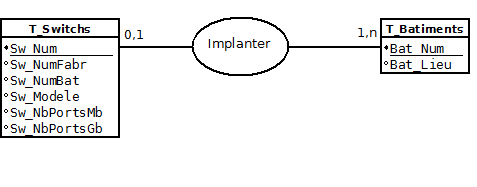 T_Switchs
Sw_Num
Sw_NumFabr
Sw_NumBat
Sw_Modele
Sw_NbPortsMb
Sw_NbPortsGb
0,1
Implanter
1,n
T_Batiments
Bat_Num
Bat_Lieu